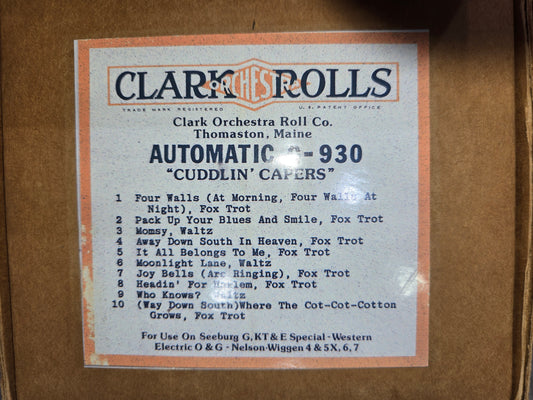 CLARK ORCHESTRA ROLLS
TRADE MARK REGISTERED U.S. PATENT OFFICE
Clark Orchestra Roll Co.
Thomaston, Maine
AUTOMATIC G-930
"CUDDLIN' CAPERS"
1 Four Walls (At Morning, Four Walls At
Night), Fox Trot
2 Pack Up Your Blues And Smile, Fox Trot
3 Momsy, Waltz
4 Away Down South In Heaven, Fox Trot
5 It All Belongs To Me, Fox Trot
6 Moonlight Lane, Waltz
7 Joy Bells (Are Ringing), Fox Trot
8 Headin' For Harlem, Fox Trot
9 Who Knows? Waltz
10 (Way Down South)Where The Cot-Cot-Cotton
Grows, Fox Trot
For Use On Seeburg G, KT & E Special - Western
Electric O & G - Nelson-Wiggen 4 & 5X, 6, 7